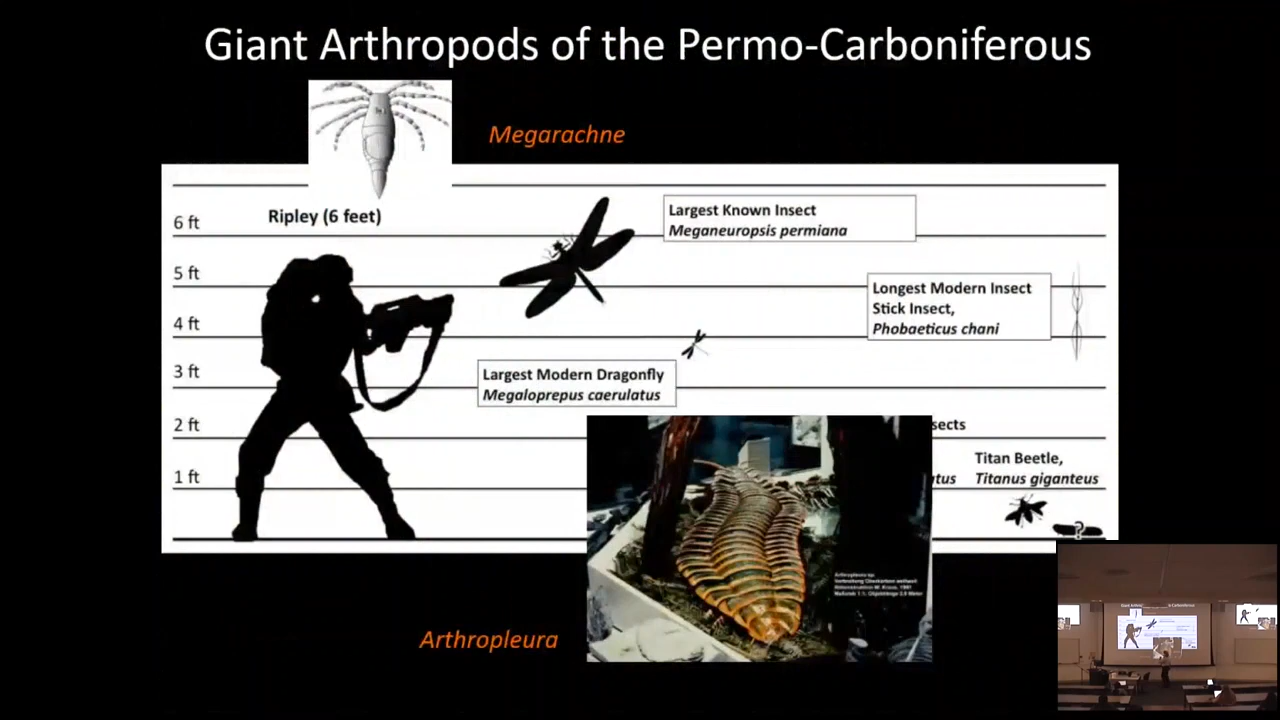 Giant Arthropods of the Permo-Carboniferous
Megarachne
6 ft
Ripley (6 feet)
Largest Known Insect
Meganeuropsis permiana
5 ft
Longest Modern Insect
Stick Insect,
Phobaeticus chani
4 ft
3 ft
Largest Modern Dragonfly
Megaloprepus caerulatus
2 ft
sects
1 ft
tus
Titan Beetle,
Titanus giganteus
?
Arthropleura